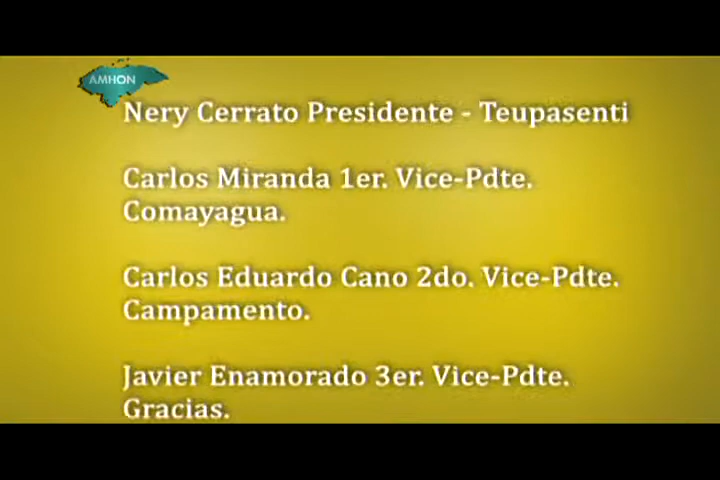 AMHON
Nery Cerrato Presidente - Teupasenti
Carlos Miranda 1er. Vice-Pdte.
Comayagua.
Carlos Eduardo Cano 2do. Vice-Pdte.
Campamento.
Javier Enamorado 3er. Vice-Pdte.
Gracias.